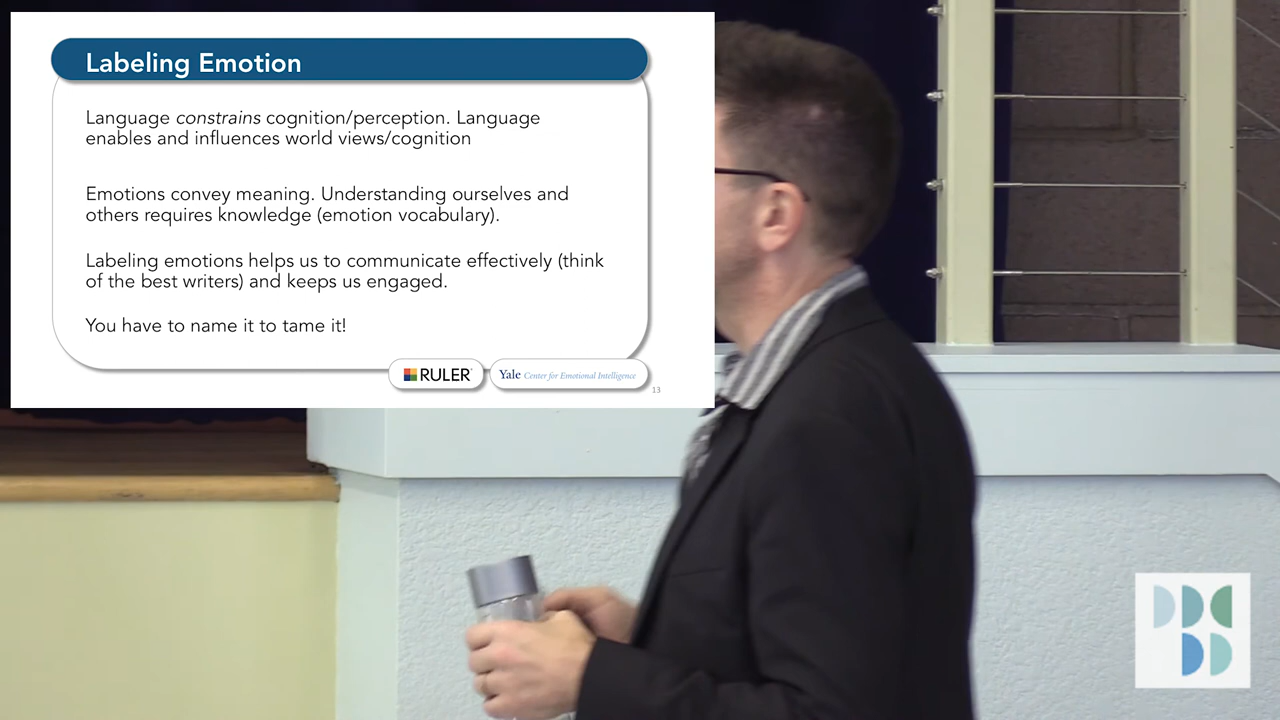 Labeling Emotion
Language constrains cognition/perception. Language
enables and influences world views/cognition
Emotions convey meaning. Understanding ourselves and
others requires knowledge (emotion vocabulary).
Labeling emotions helps us to communicate effectively (think
of the best writers) and keeps us engaged.
You have to name it to tame it!
RULER
Yale Center for Emotional Intelligence
13